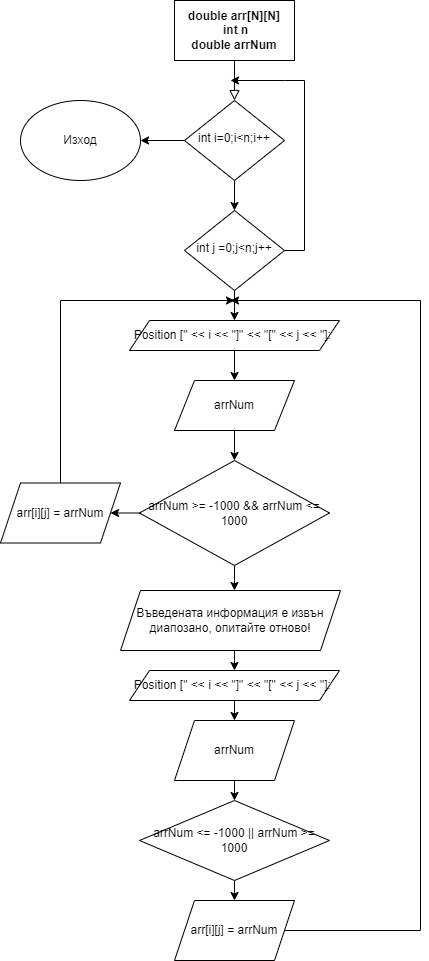 double arr[N][N]
int n
double arrNum
int i=0;i<n;i++
Изход
int j =0;j<n;j++
Position [" << i << "]" << "[" << j << "]:
arrNum
arrNum >= -1000 && arrNum <=
1000
arr[i][j] = arrNum
Въведената информация е извън
диапозано, опитайте отново!
Position [" << i << "]" << "[" << j << "]:
arrNum
arrNum <= -1000 || arrNum >=
1000
arr[i][j] = arrNum